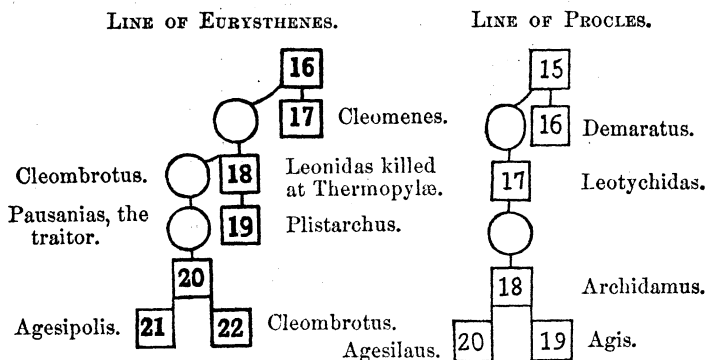 LINE OF EURYSTHENES.
LINE OF PROCLES.
16
15
17 Cleomenes.
16 Demaratus.
Cleombrotus.
18 Leonidas killed
at Thermopylæ.
17 Leotychidas.
Pausanias, the
traitor.
19 Plistarchus.
20
18 Archidamus.
Agesipolis. 21
22 Cleombrotus.
Agesilaus. 20
19 Agis.